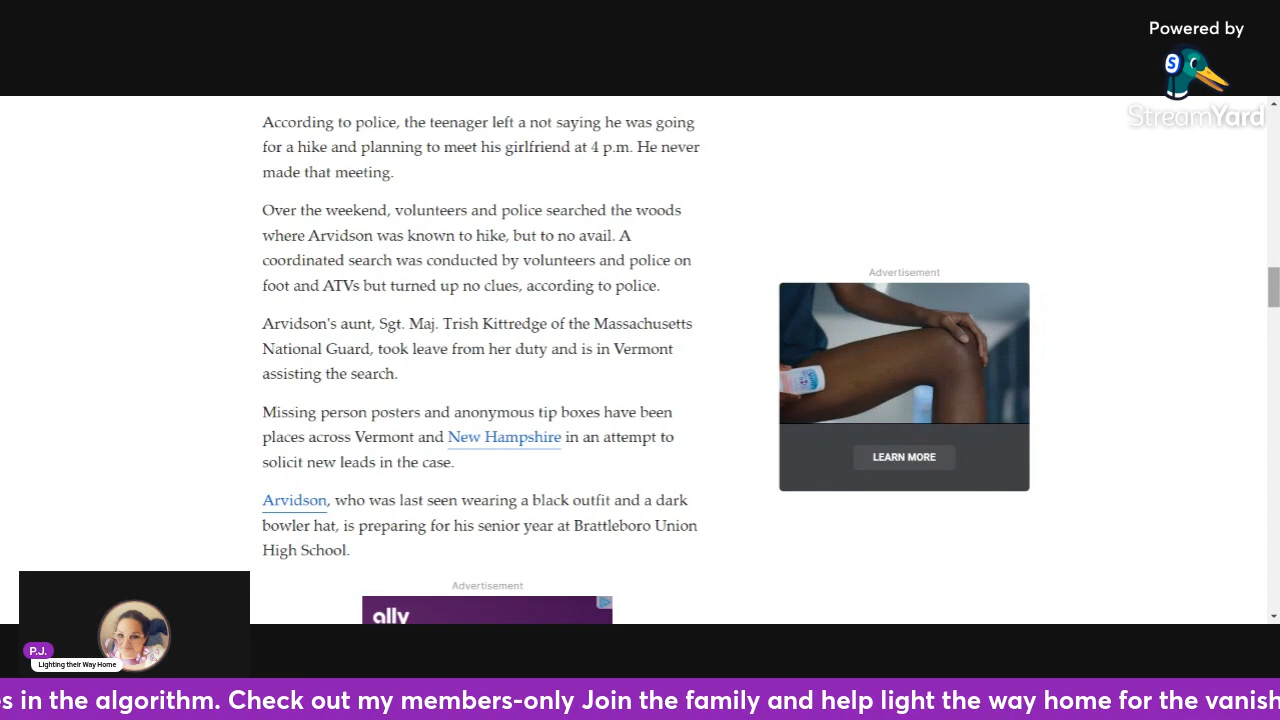 Powered by
StreamYard
According to police, the teenager left a not saying he was going
for a hike and planning to meet his girlfriend at 4 p.m. He never
made that meeting.
Over the weekend, volunteers and police searched the woods
where Arvidson was known to hike, but to no avail. A
coordinated search was conducted by volunteers and police on
foot and ATVs but turned up no clues, according to police.
Arvidson's aunt, Sgt. Maj. Trish Kittredge of the Massachusetts
National Guard, took leave from her duty and is in Vermont
assisting the search.
Missing person posters and anonymous tip boxes have been
places across Vermont and New Hampshire in an attempt to
solicit new leads in the case.
Arvidson, who was last seen wearing a black outfit and a dark
bowler hat, is preparing for his senior year at Brattleboro Union
High School.
Advertisement
LEARN MORE
Advertisement
ally
P.J.
Lighting their Way Home
es in the algorithm. Check out my members-only Join the family and help light the way home for the vanish